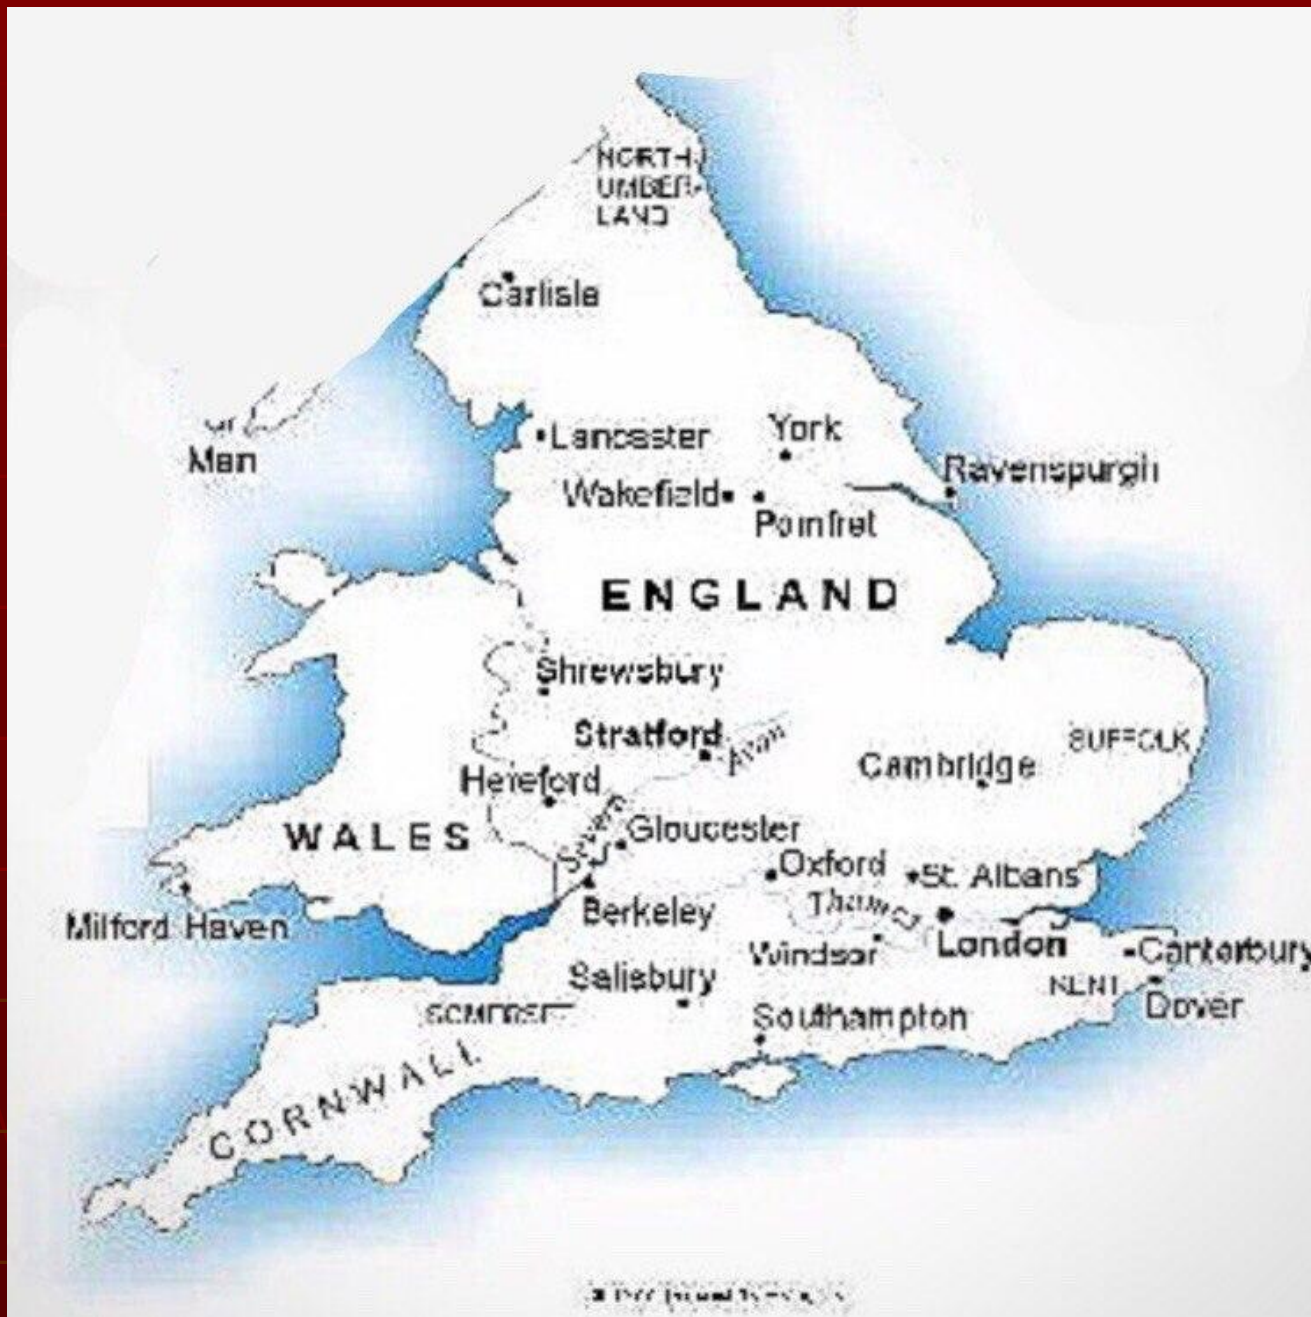 NORTH-
UMBER-
LAND
Carlisle
Lancaster
York
Man
Ravenspurgh
Wakefield
Pomfret
ENGLAND
Shrewsbury
Stratford
Avon
SUFFOLK
Cambridge
Hereford
Severn
WALES
Gloucester
Oxford
St. Albans
Thames
Milford Haven
Berkeley
Windsor
London
Canterbury
Salisbury
KENT
Dover
SOMERSET
Southampton
CORNWALL